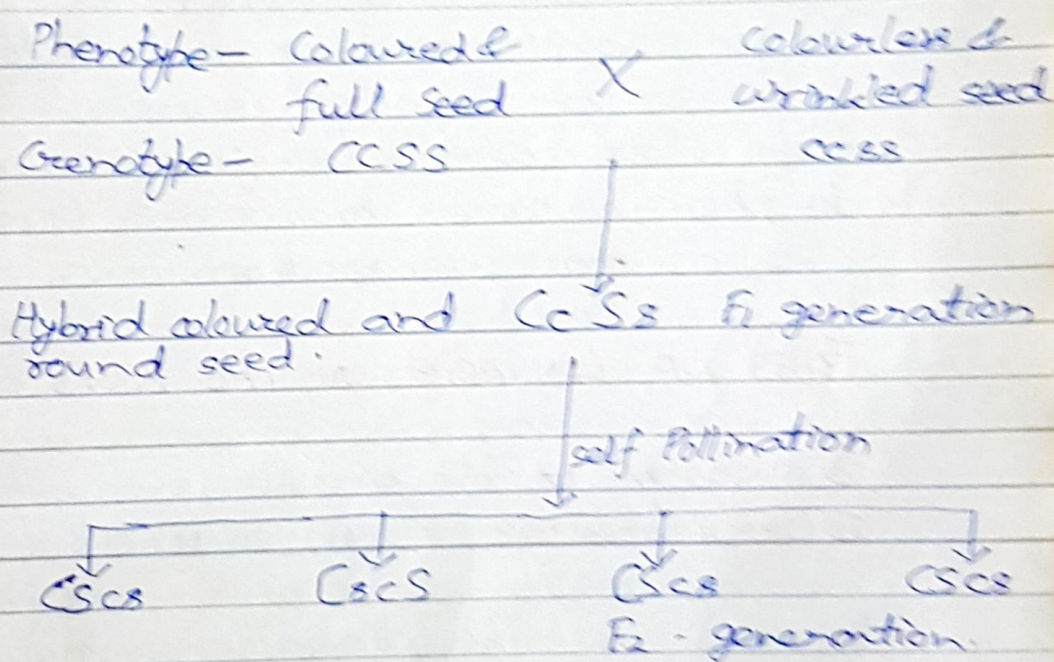 Phenotype - Coloured & colourless &
full seed X wrinkled seed
Genotype - CCSS ccss
Hybrid coloured and CcSs F1 generation
round seed.
self Pollination
CScs CscS CScs CScs
F2 - generation.